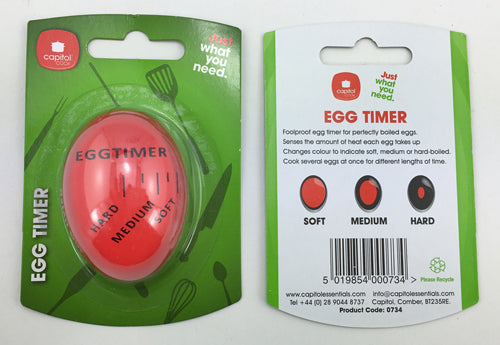 capitol
cook
Just
what
you
need.
EGGTIMER
HARD
MEDIUM
SOFT
EGG TIMER
capitol
cook
Just
what
you
need.
EGG TIMER
Foolproof egg timer for perfectly boiled eggs.
Senses the amount of heat each egg takes up
Changes colour to indicate soft, medium or hard-boiled.
Cook several eggs at once for different lengths of time.
SOFT MEDIUM HARD
5 019854 000734 >
Please Recycle
www.capitolessentials.com info@capitolessentials.com
Tel +44 (0) 28 9044 8737 Capitol, Comber, BT235RE.
Product Code: 0734